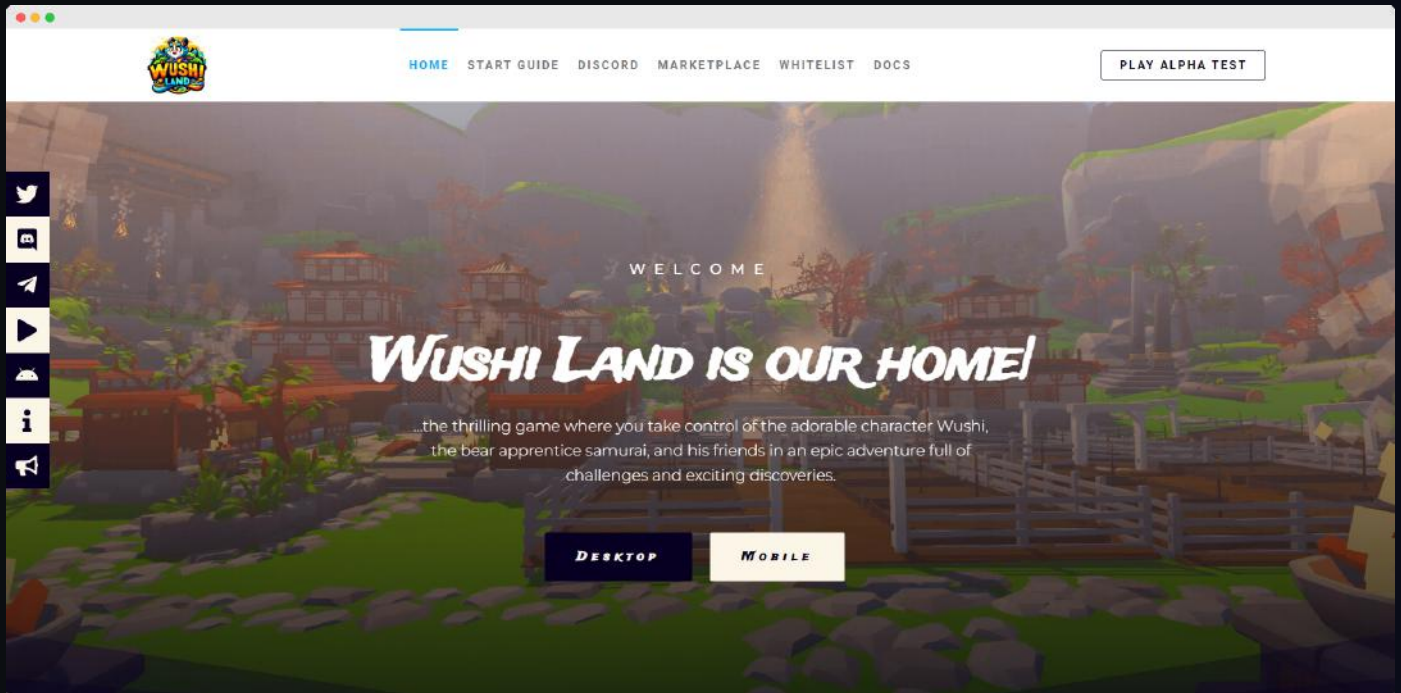 WUSHI
LAND
HOME
START GUIDE
DISCORD
MARKETPLACE
WHITELIST
DOCS
PLAY ALPHA TEST
WELCOME
WUSHI LAND IS OUR HOME!
...the thrilling game where you take control of the adorable character Wushi,
the bear apprentice samurai, and his friends in an epic adventure full of
challenges and exciting discoveries.
DESKTOP
MOBILE